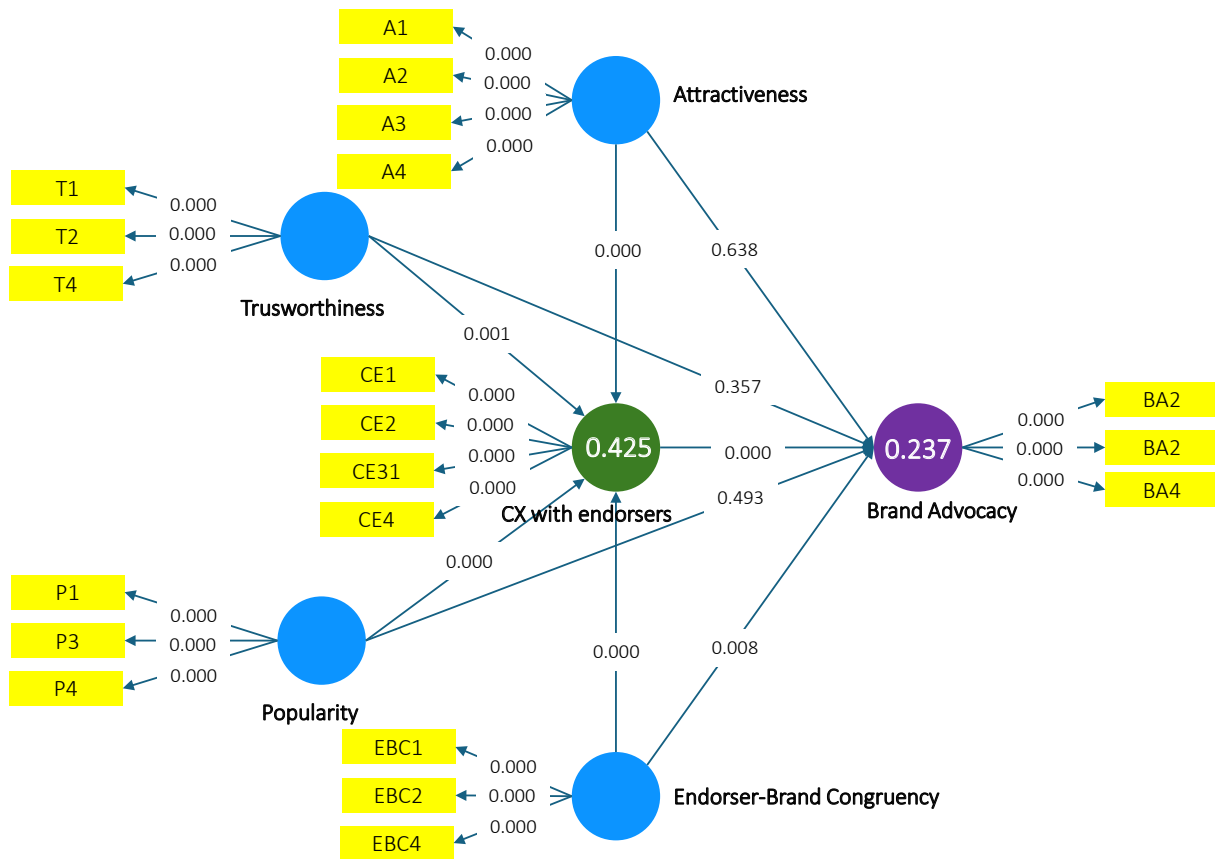 A1
0.000
A2
0.000
Attractiveness
A3
0.000
A4
0.000
T1
0.000
T2
0.000
T4
0.000
Trusworthiness
0.000
0.638
0.001
0.357
CE1
0.000
CE2
0.000
CE31
0.000
CE4
0.000
0.425
CX with endorsers
0.000
0.493
0.237
Brand Advocacy
BA2
0.000
BA2
0.000
BA4
0.000
0.000
P1
0.000
P3
0.000
P4
0.000
Popularity
0.000
0.008
EBC1
0.000
EBC2
0.000
EBC4
0.000
Endorser-Brand Congruency